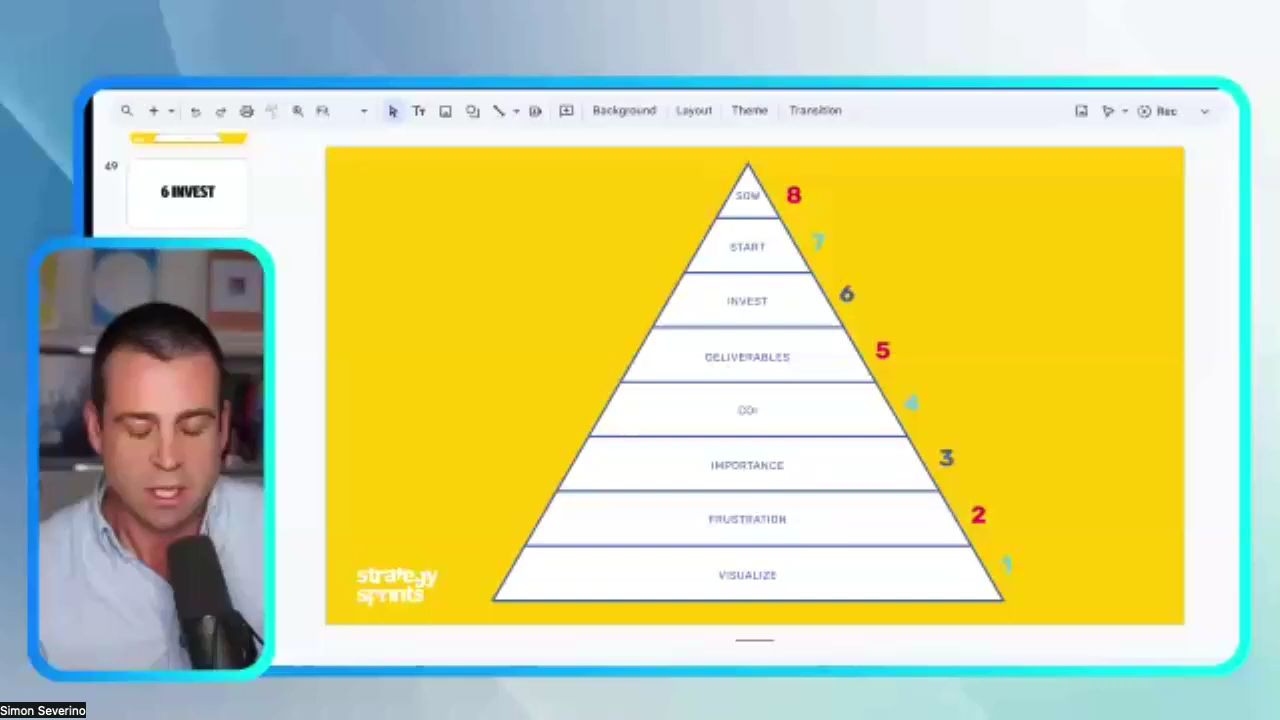 Background Layout Theme Transition
Rec
49
6 INVEST
SOW 8
START 7
INVEST 6
DELIVERABLES 5
COI 4
IMPORTANCE 3
FRUSTRATION 2
VISUALIZE 1
strategy
sprints
Simon Severino